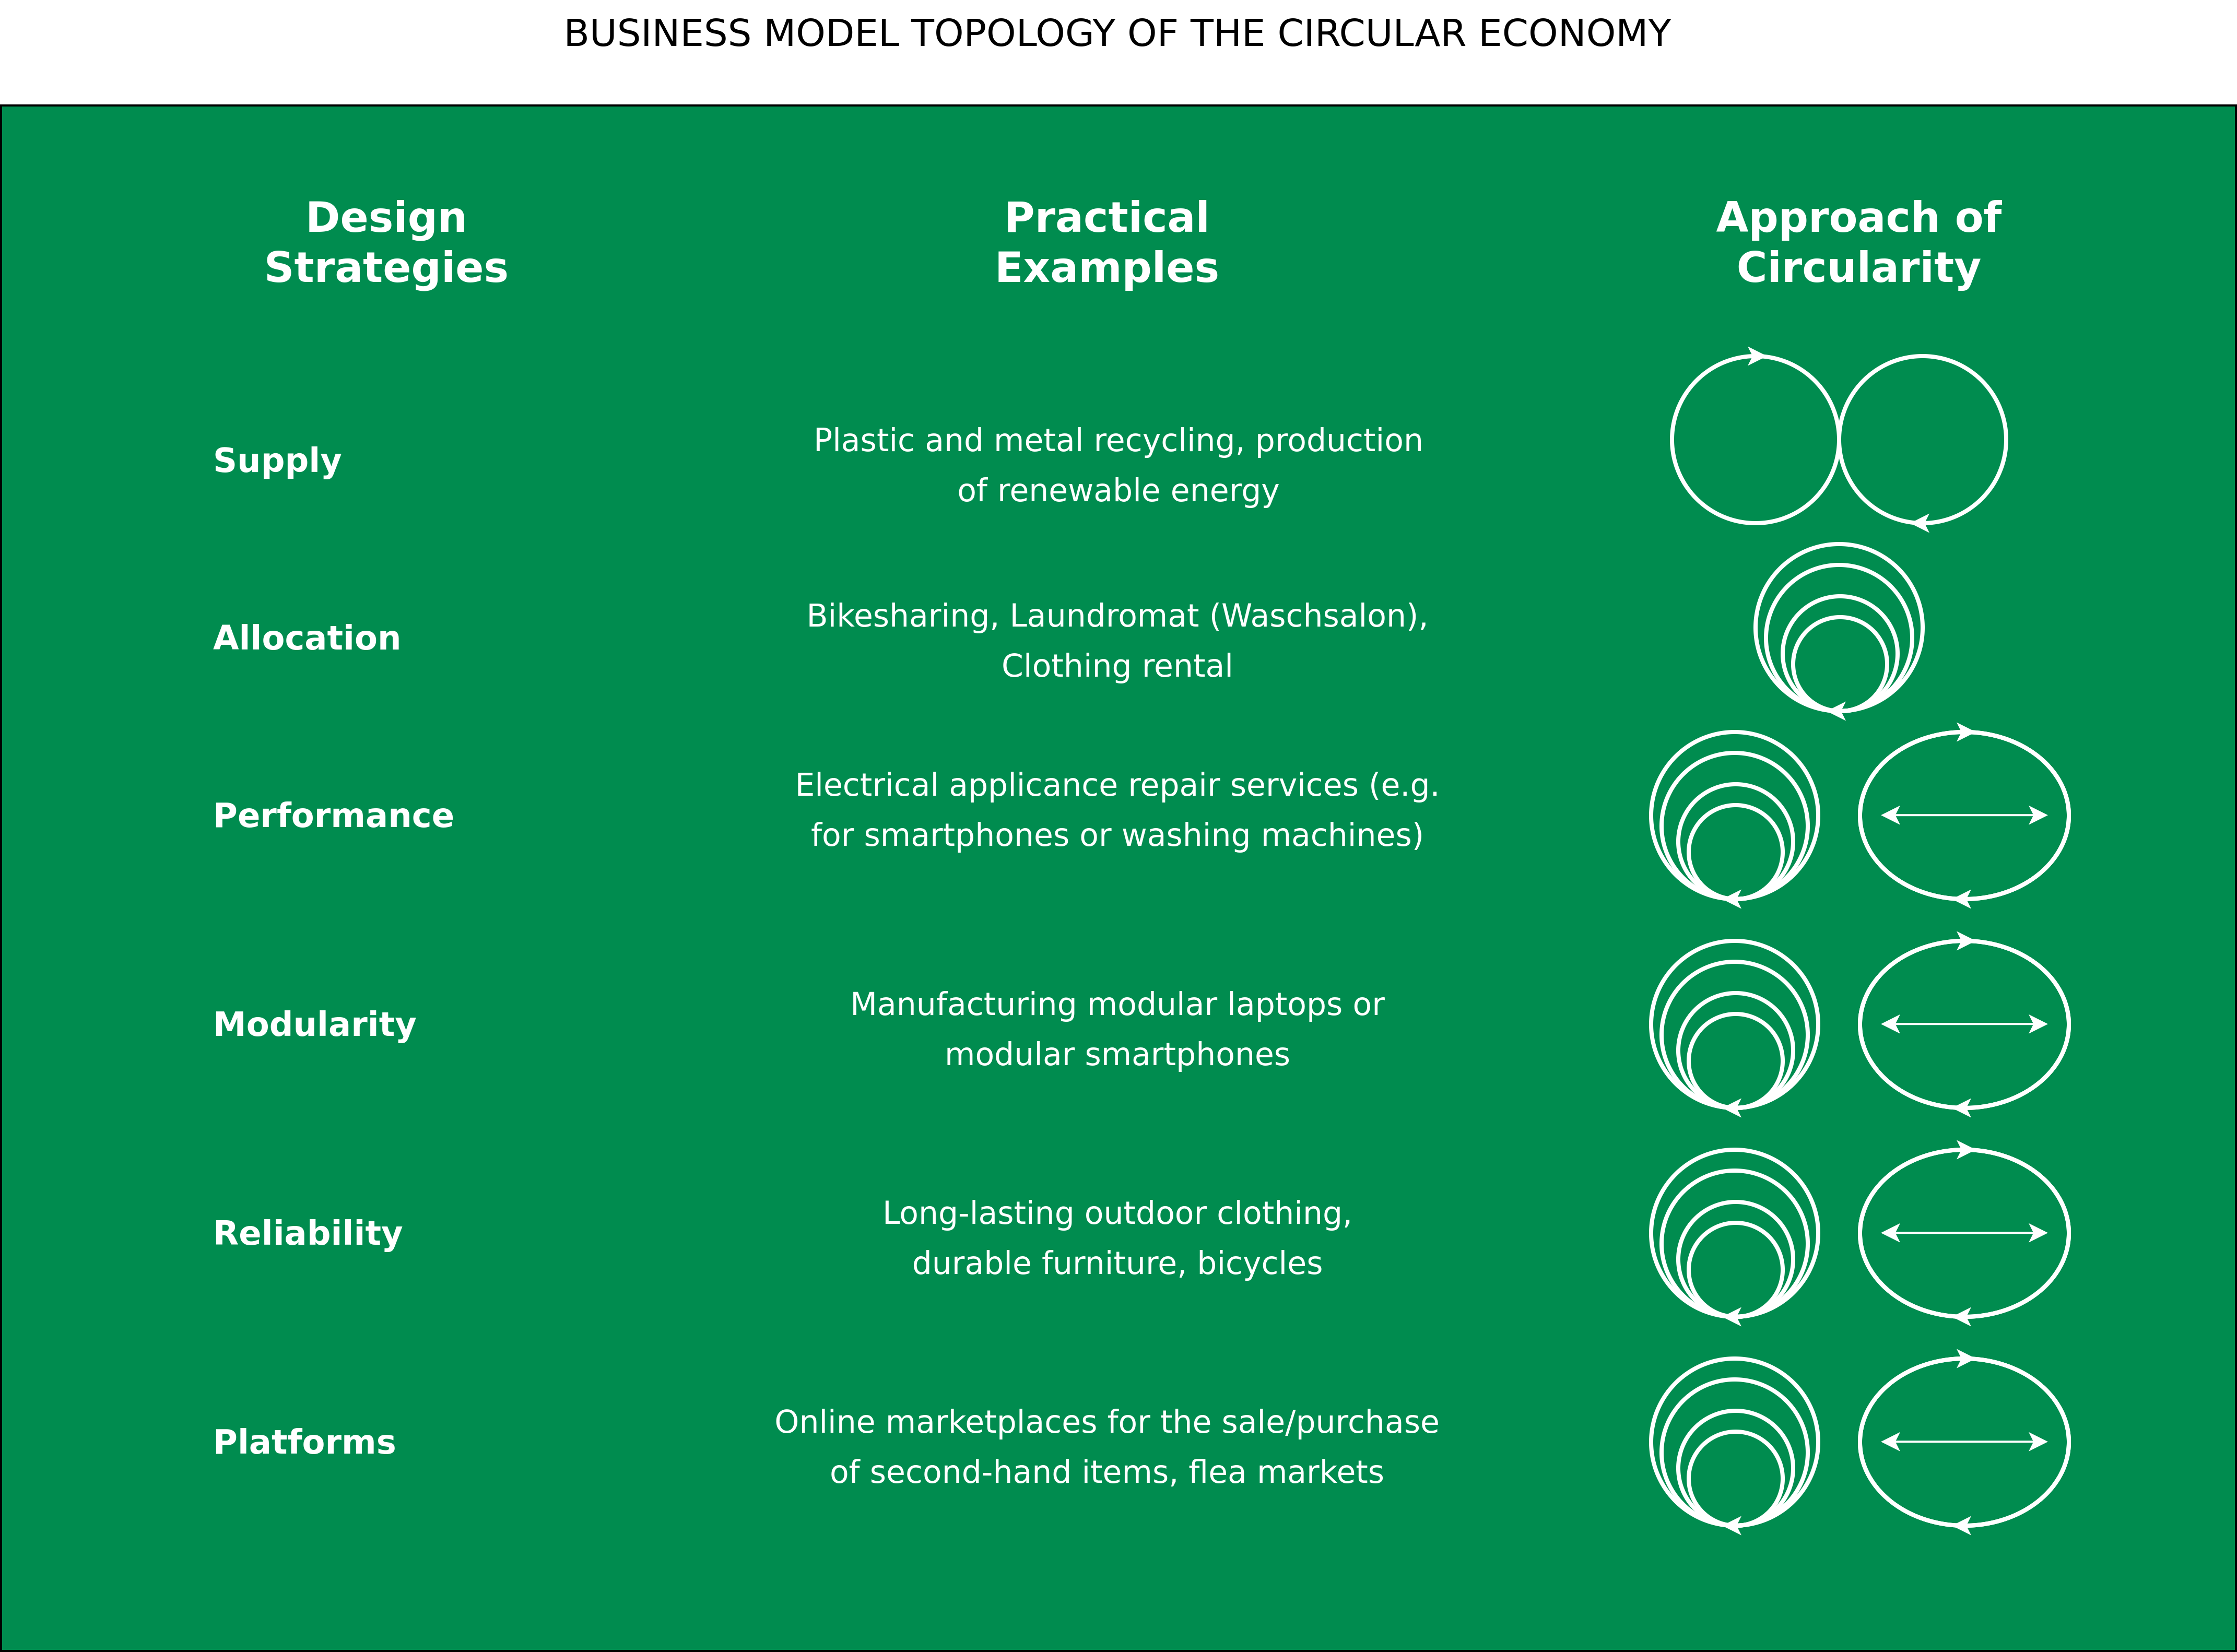 BUSINESS MODEL TOPOLOGY OF THE CIRCULAR ECONOMY
Design
Strategies
Practical
Examples
Approach of
Circularity
Supply
Plastic and metal recycling, production
of renewable energy
Allocation
Bikesharing, Laundromat (Waschsalon),
Clothing rental
Performance
Electrical applicance repair services (e.g.
for smartphones or washing machines)
Modularity
Manufacturing modular laptops or
modular smartphones
Reliability
Long-lasting outdoor clothing,
durable furniture, bicycles
Platforms
Online marketplaces for the sale/purchase
of second-hand items, flea markets